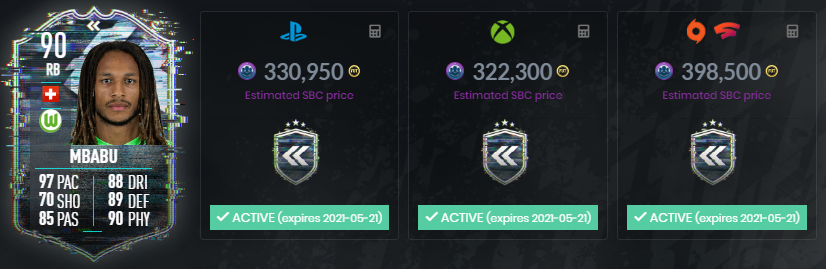 90
RB
MBABU
97 PAC 88 DRI
70 SHO 89 DEF
85 PAS 90 PHY
330,950
Estimated SBC price
ACTIVE (expires 2021-05-21)
322,300
Estimated SBC price
ACTIVE (expires 2021-05-21)
398,500
Estimated SBC price
ACTIVE (expires 2021-05-21)